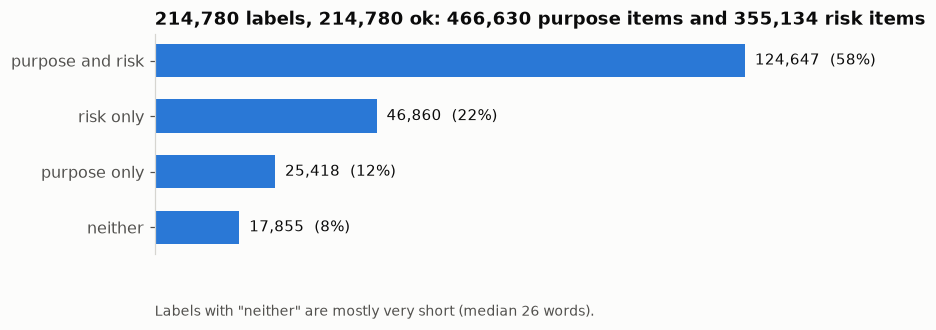 214,780 labels, 214,780 ok: 466,630 purpose items and 355,134 risk items
purpose and risk 124,647 (58%)
risk only 46,860 (22%)
purpose only 25,418 (12%)
neither 17,855 (8%)
Labels with "neither" are mostly very short (median 26 words).